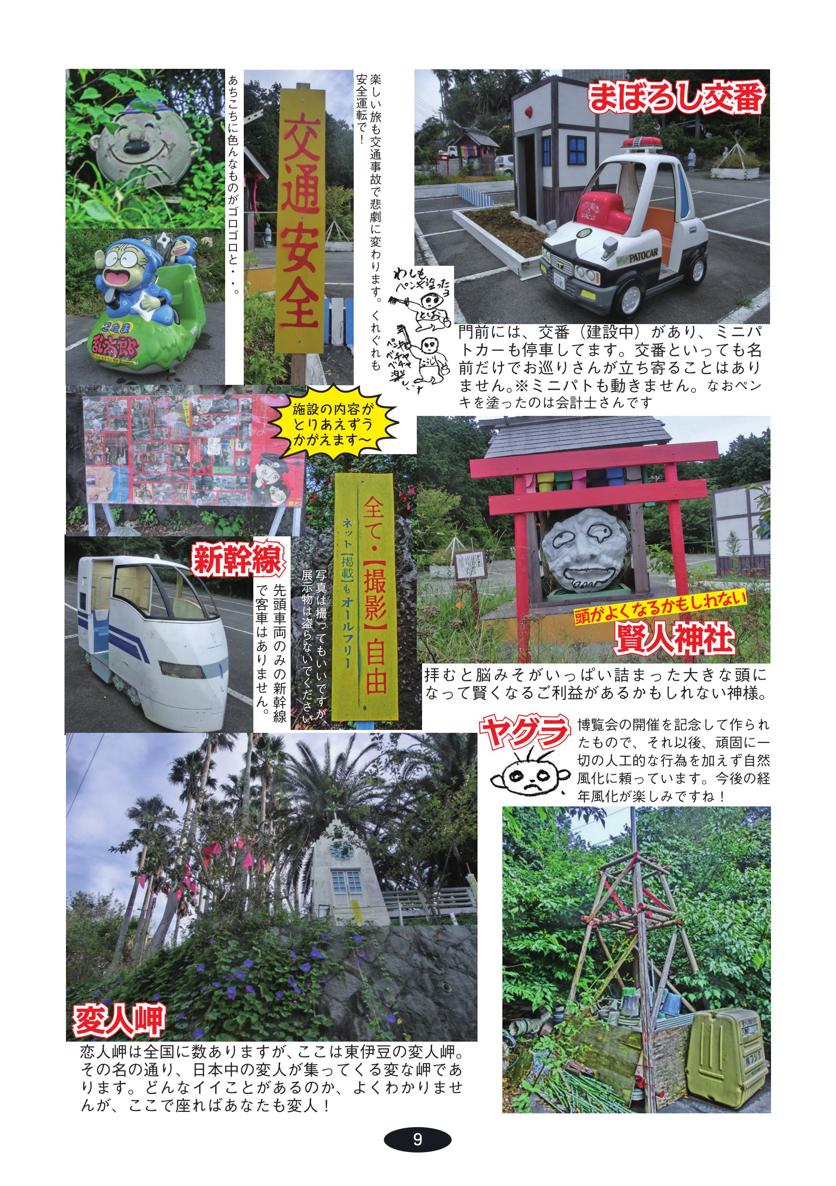 まぼろし交番
PATOCAR
門前には、交番（建設中）があり、ミニパ
トカーも停車してます。交番といっても名
前だけでお巡りさんが立ち寄ることはあり
ません。※ミニパトも動きません。なおペン
キを塗ったのは会計士さんです
わしも
ペンキ塗ったヨ
楽しい旅も交通事故で悲劇に変わります。くれぐれも
安全運転で！
交通安全
あちこちに色んなものがゴロゴロと・・。
忍たま
乱太郎
施設の内容が
とりあえずう
かがえます〜
全て・【撮影】自由
ネット【掲載】もオールフリー
写真は撮ってもいいですが、
展示物は盗らないでください
新幹線
先頭車両のみの新幹線
で客車はありません。
頭がよくなるかもしれない
賢人神社
拝むと脳みそがいっぱい詰まった大きな頭に
なって賢くなるご利益があるかもしれない神様。
ヤグラ
博覧会の開催を記念して作られ
たもので、それ以後、頑固に一
切の人工的な行為を加えず自然
風化に頼っています。今後の経
年風化が楽しみですね！
変人岬
恋人岬は全国に数ありますが、ここは東伊豆の変人岬。
その名の通り、日本中の変人が集ってくる変な岬であ
ります。どんなイイことがあるのか、よくわかりませ
んが、ここで座ればあなたも変人！
9